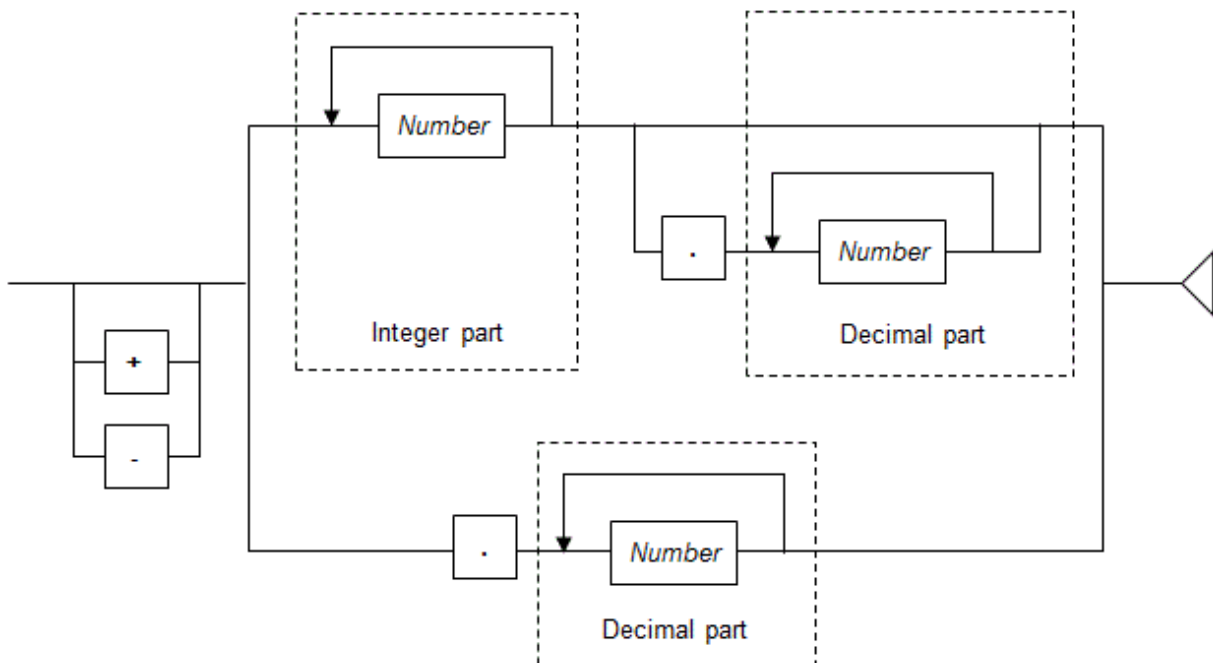 Number
.
Number
Integer part
Decimal part
+
-
.
Number
Decimal part